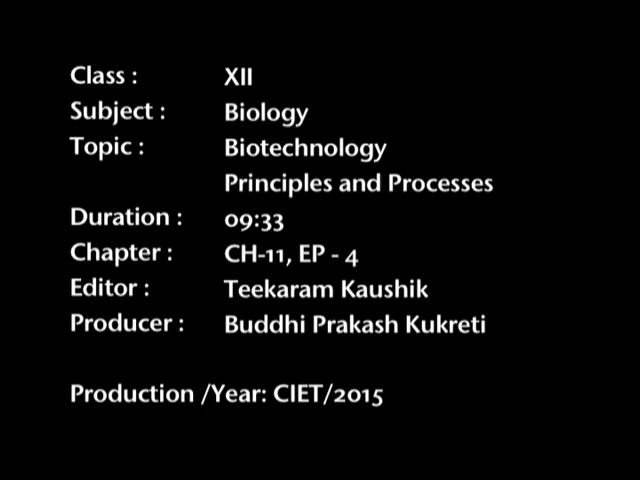 Class : XII
Subject : Biology
Topic : Biotechnology
Principles and Processes
Duration : 09:33
Chapter : CH-11, EP - 4
Editor : Teekaram Kaushik
Producer : Buddhi Prakash Kukreti
Production /Year: CIET/2015